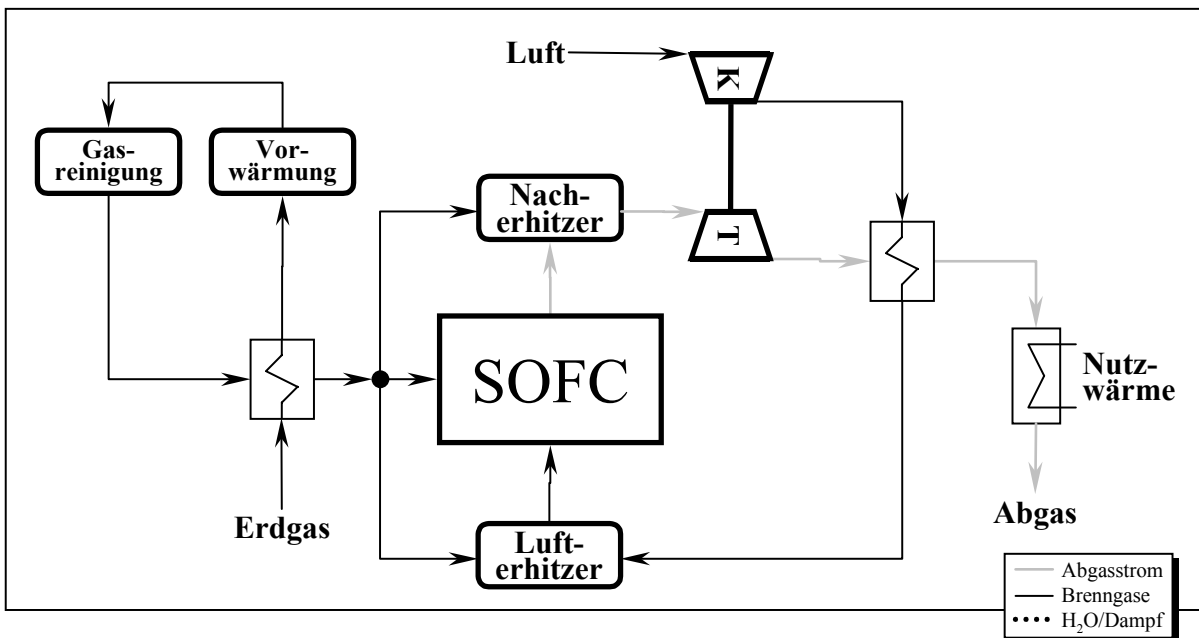 Luft
K
Gas-
reinigung
Vor-
wärmung
Nach-
erhitzer
T
SOFC
Nutz-
wärme
Erdgas
Luft-
erhitzer
Abgas
Abgasstrom
Brenngase
H₂O/Dampf